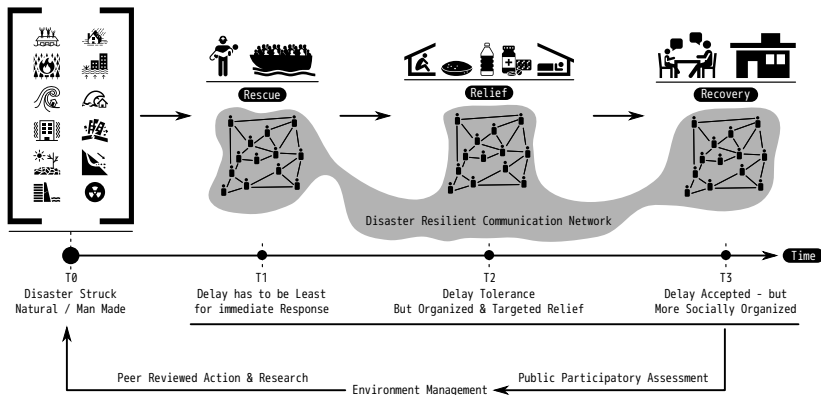 Rescue
Relief
Recovery
Disaster Resilient Communication Network
Time
T0
Disaster Struck
Natural / Man Made
T1
Delay has to be Least
for immediate Response
T2
Delay Tolerance
But Organized & Targeted Relief
T3
Delay Accepted - but
More Socially Organized
Peer Reviewed Action & Research
Environment Management
Public Participatory Assessment